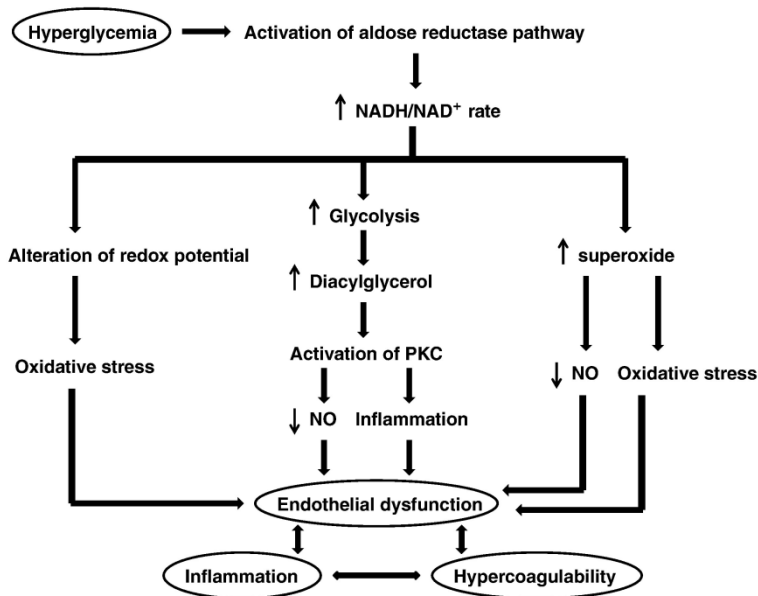 Hyperglycemia
Activation of aldose reductase pathway
↑ NADH/NAD⁺ rate
↑ Glycolysis
Alteration of redox potential
↑ superoxide
↑ Diacylglycerol
Activation of PKC
Oxidative stress
↓ NO
Oxidative stress
↓ NO
Inflammation
Endothelial dysfunction
Inflammation
Hypercoagulability